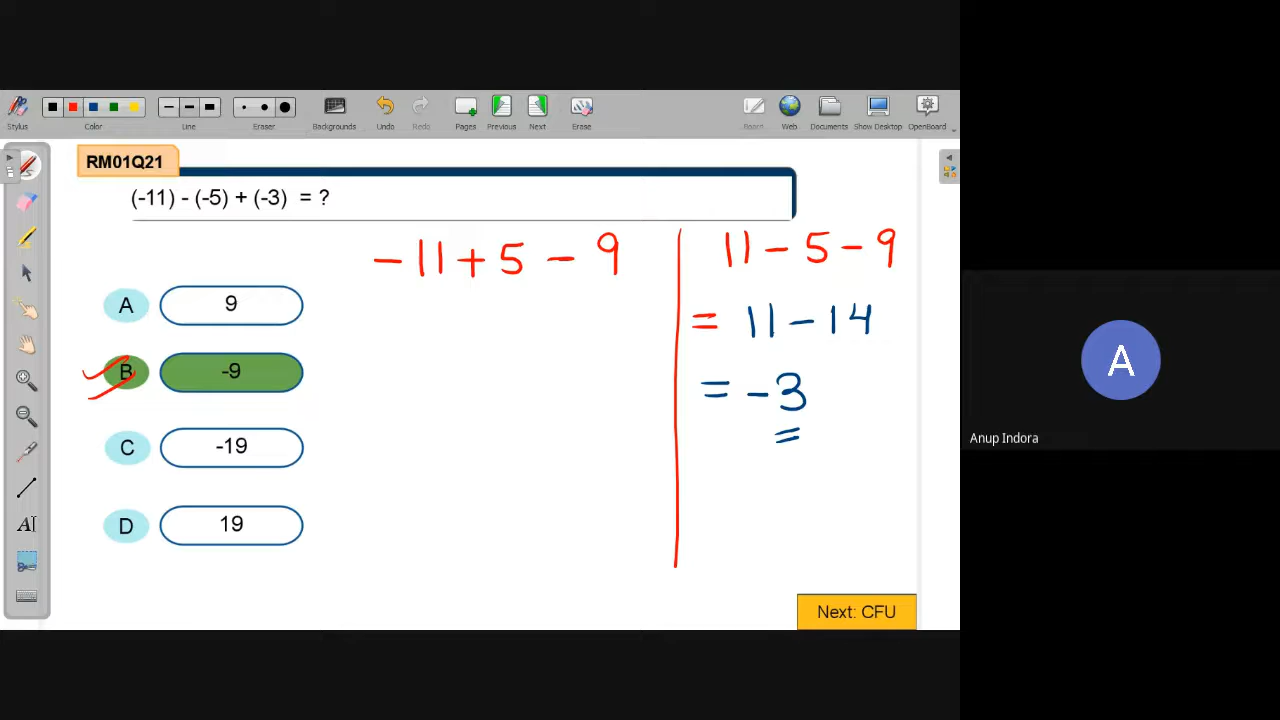 Stylus
Color
Line
Eraser
Backgrounds
Undo
Redo
Pages
Previous
Next
Erase
Board
Web
Documents
Show Desktop
OpenBoard
RM01Q21
(-11) - (-5) + (-3) = ?
- 11 + 5 - 9
11 - 5 - 9
A 9
= 11 - 14
B -9
= - 3
=
C -19
D 19
AI
Next: CFU
A
Anup Indora